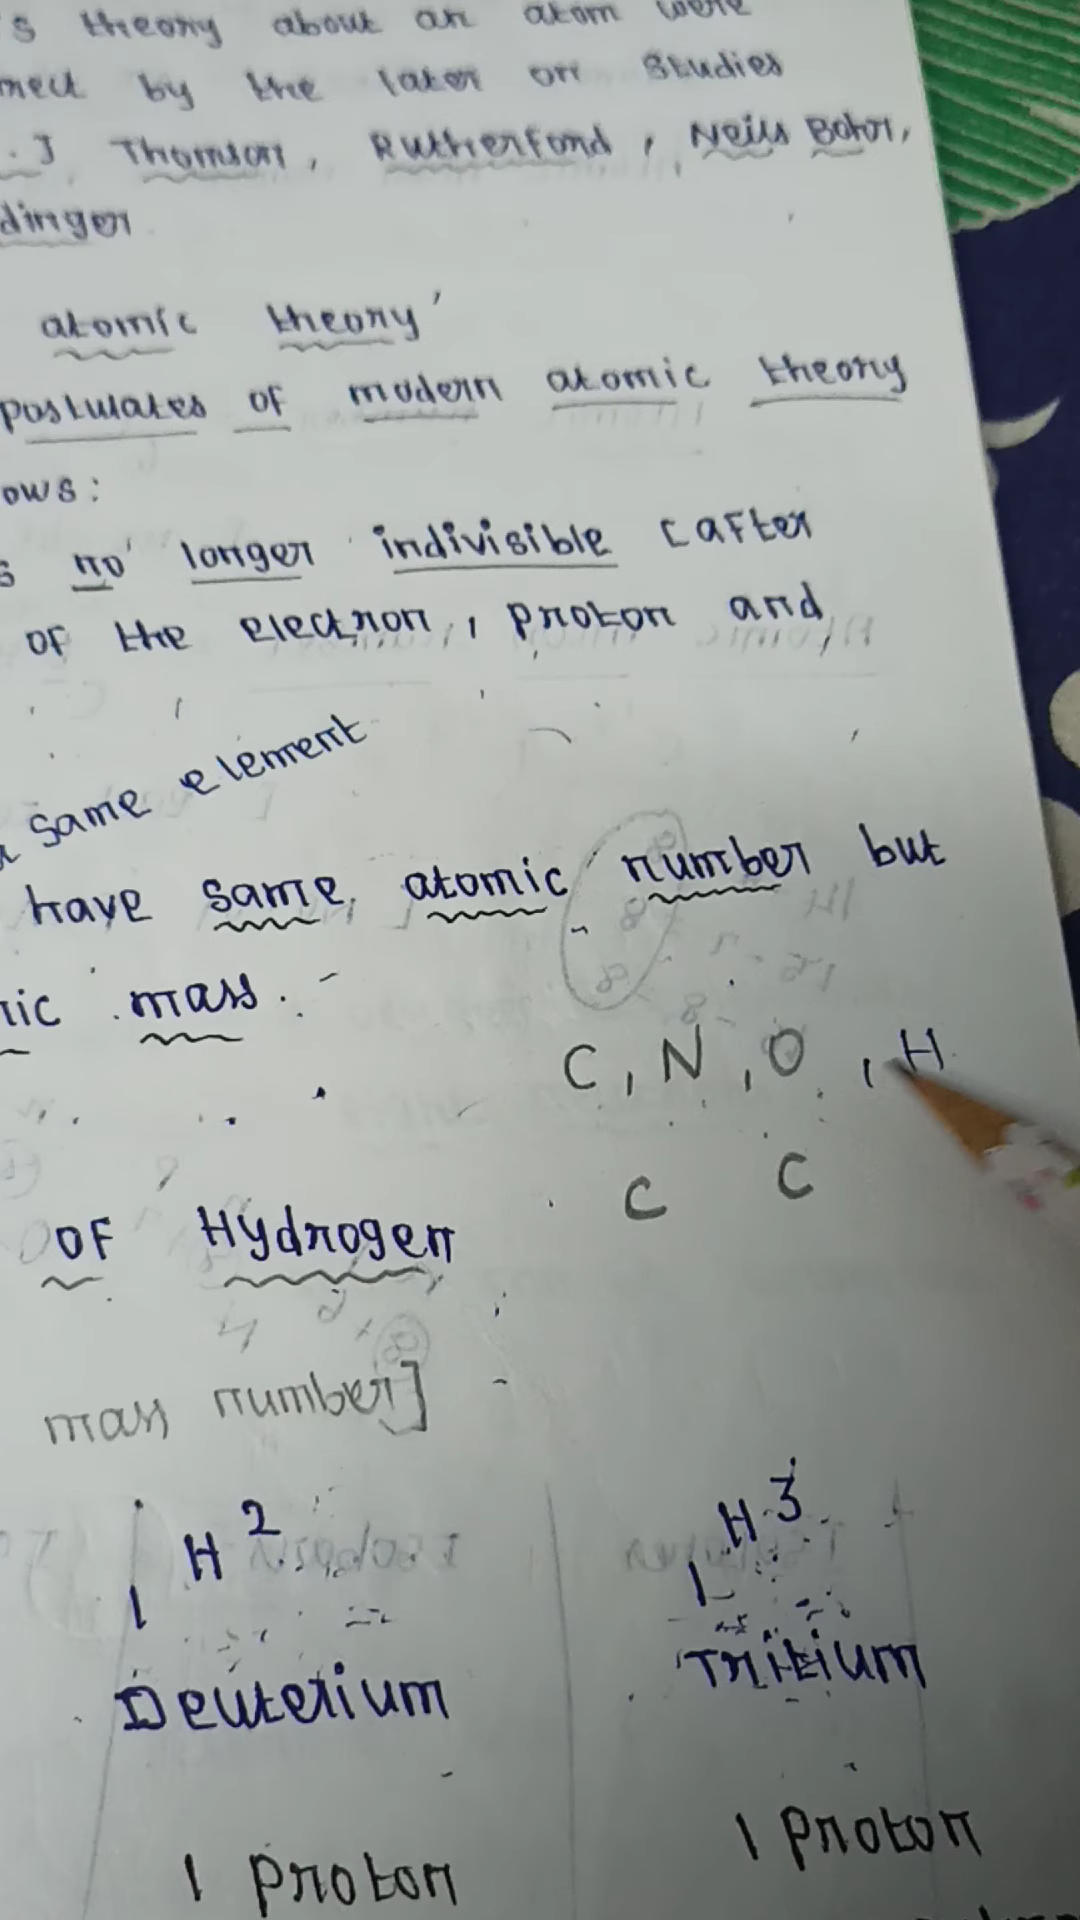 's theory about an atom were
by the later on studies
. J Thomson, Rutherford, Neils Bohr,
dinger
atomic theory'
postulates of modern atomic theory
ows:
s no longer indivisible [after
of the electron, proton and
same element
have same atomic number but
nic mass.
C, N, O, H
C C
of Hydrogen
mass number]
1 H 2
1 H 3
Deuterium
Tritium
1 proton
1 proton